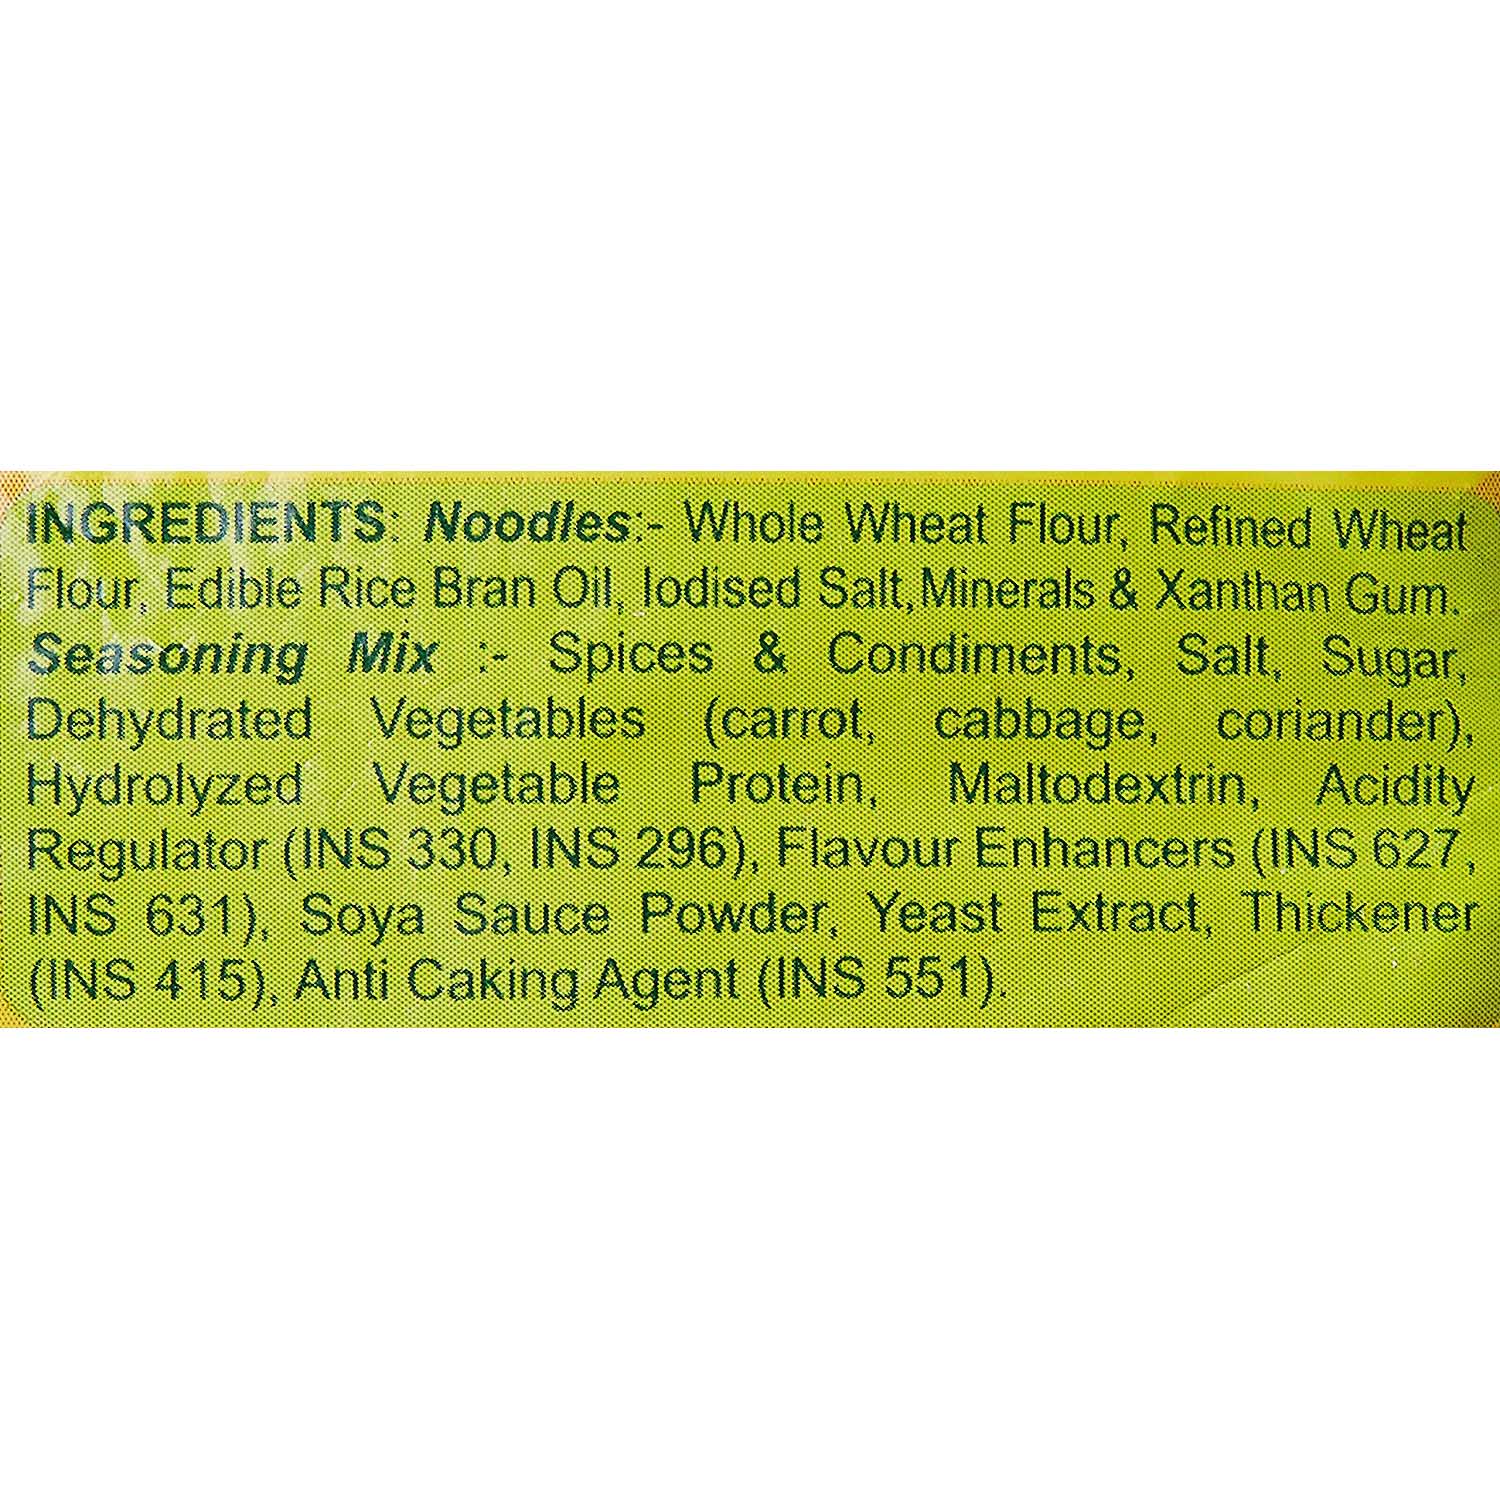 INGREDIENTS: Noodles:- Whole Wheat Flour, Refined Wheat
Flour, Edible Rice Bran Oil, Iodised Salt,Minerals & Xanthan Gum.
Seasoning Mix :- Spices & Condiments, Salt, Sugar,
Dehydrated Vegetables (carrot, cabbage, coriander),
Hydrolyzed Vegetable Protein, Maltodextrin, Acidity
Regulator (INS 330, INS 296), Flavour Enhancers (INS 627,
INS 631), Soya Sauce Powder, Yeast Extract, Thickener
(INS 415), Anti Caking Agent (INS 551).